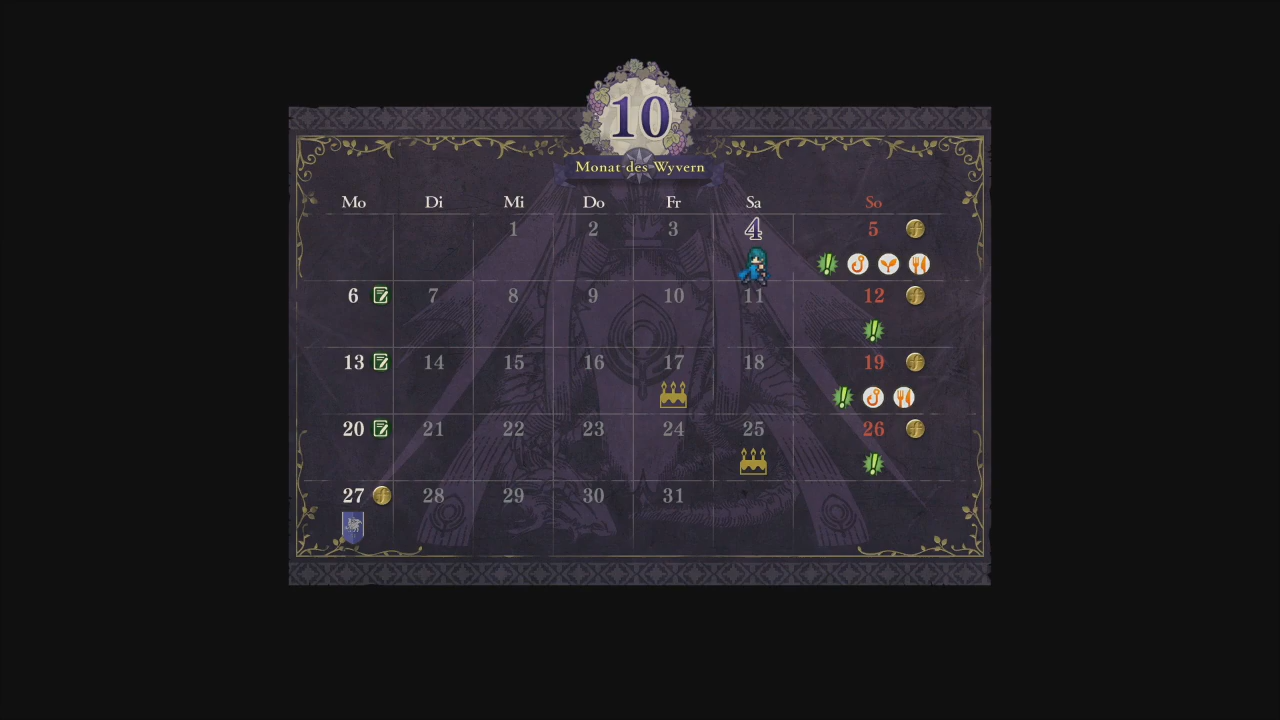 10
Monat des Wyvern
Mo Di Mi Do Fr Sa So
1 2 3 4 5
6 7 8 9 10 11 12
13 14 15 16 17 18 19
20 21 22 23 24 25 26
27 28 29 30 31